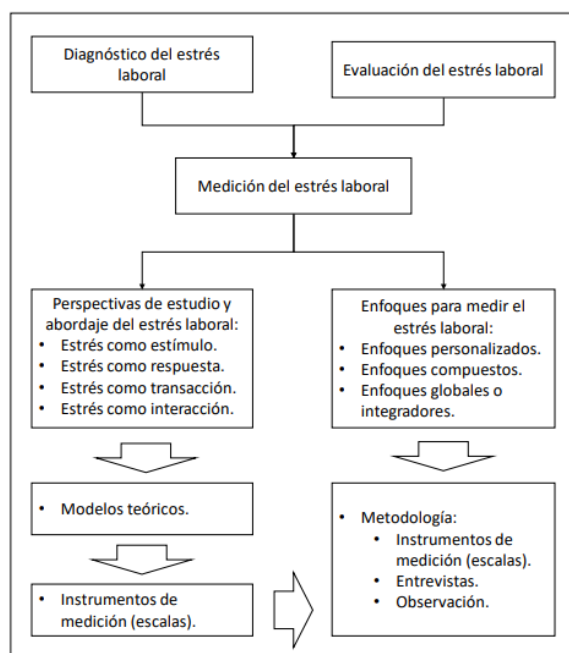 Diagnóstico del estrés
laboral
Evaluación del estrés laboral
Medición del estrés laboral
Perspectivas de estudio y
abordaje del estrés laboral:
• Estrés como estímulo.
• Estrés como respuesta.
• Estrés como transacción.
• Estrés como interacción.
Enfoques para medir el
estrés laboral:
• Enfoques personalizados.
• Enfoques compuestos.
• Enfoques globales o
integradores.
• Modelos teóricos.
• Instrumentos de
medición (escalas).
• Metodología:
• Instrumentos de
medición (escalas).
• Entrevistas.
• Observación.